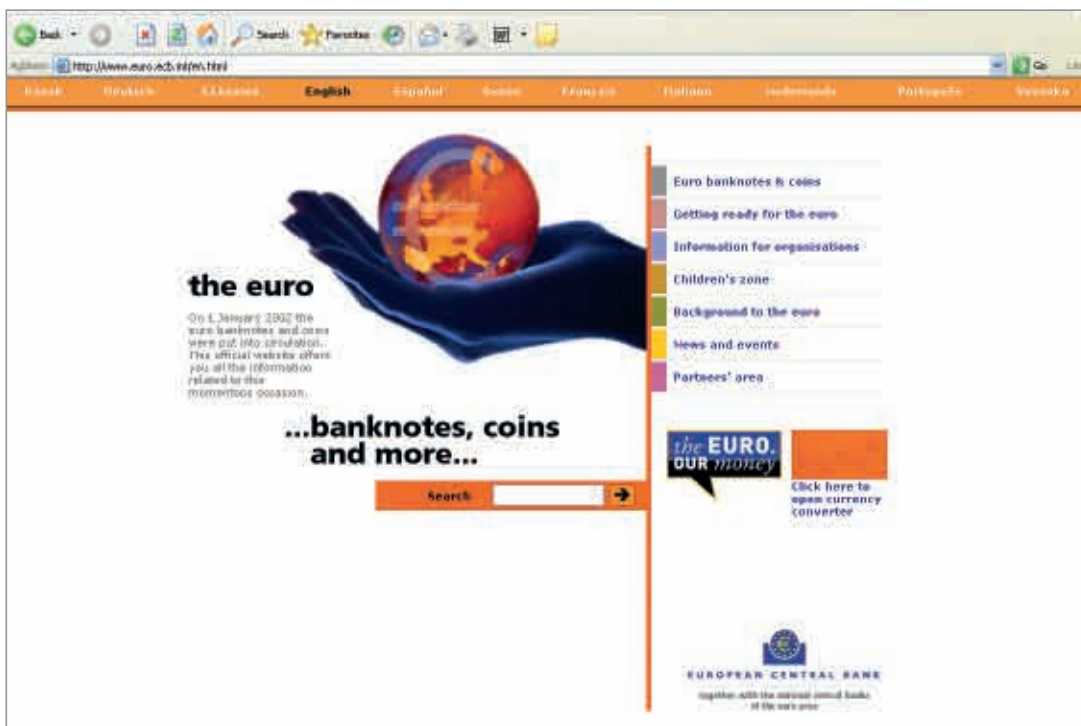 Back
Search
Favorites
Address
http://www.euro.ecb.int/en.html
Go
Dansk Deutsch Ελληνικά English Español Suomi Français Italiano Nederlands Português Svenska
the euro
On 1 January 2002 the
euro banknotes and coins
were put into circulation.
This official website offers
you all the information
related to this
momentous occasion.
...banknotes, coins
and more...
Search
Euro banknotes & coins
Getting ready for the euro
Information for organisations
Children's zone
Background to the euro
News and events
Partners' area
the EURO.
OUR money
Click here to
open currency
converter
EUROPEAN CENTRAL BANK
together with the national central banks
of the euro area